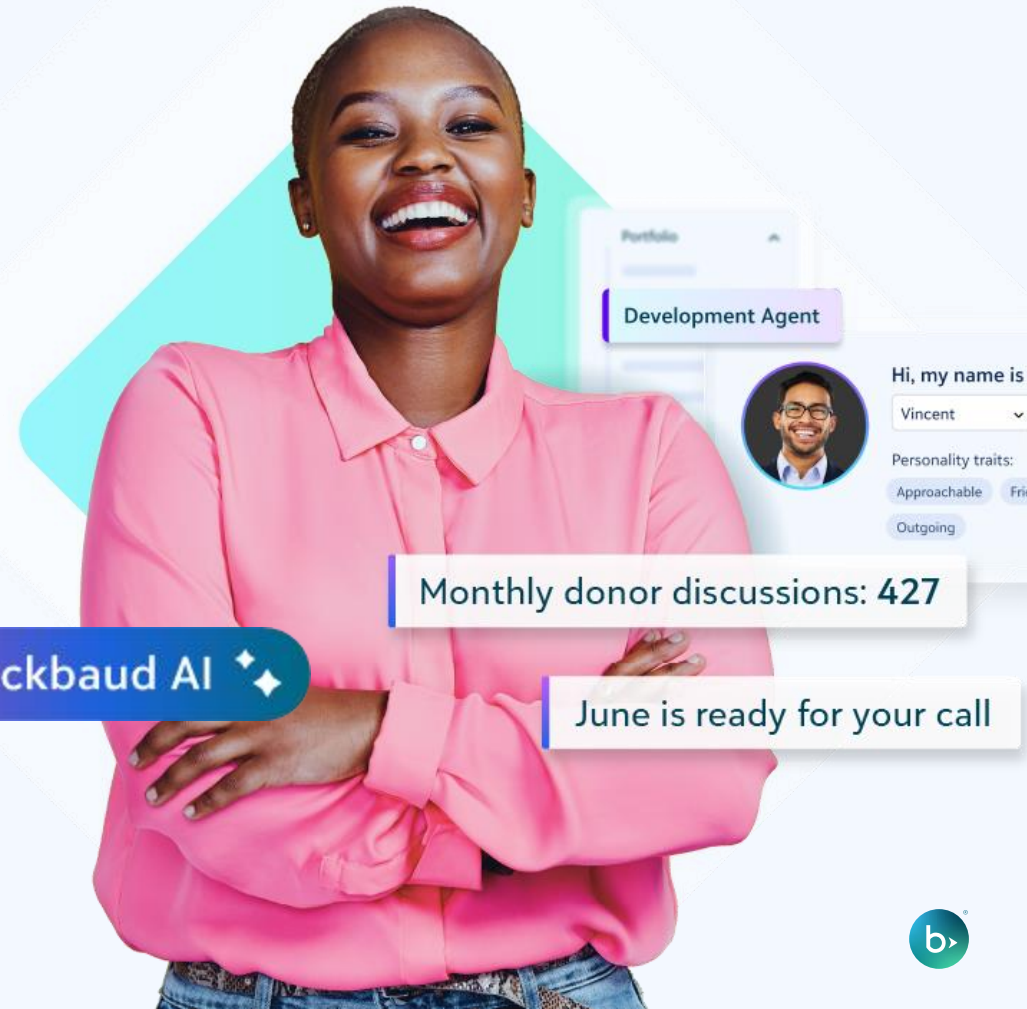 Portfolio
Development Agent
Hi, my name is
Vincent
Personality traits:
Approachable
Outgoing
Monthly donor discussions: 427
ckbaud AI
June is ready for your call
b